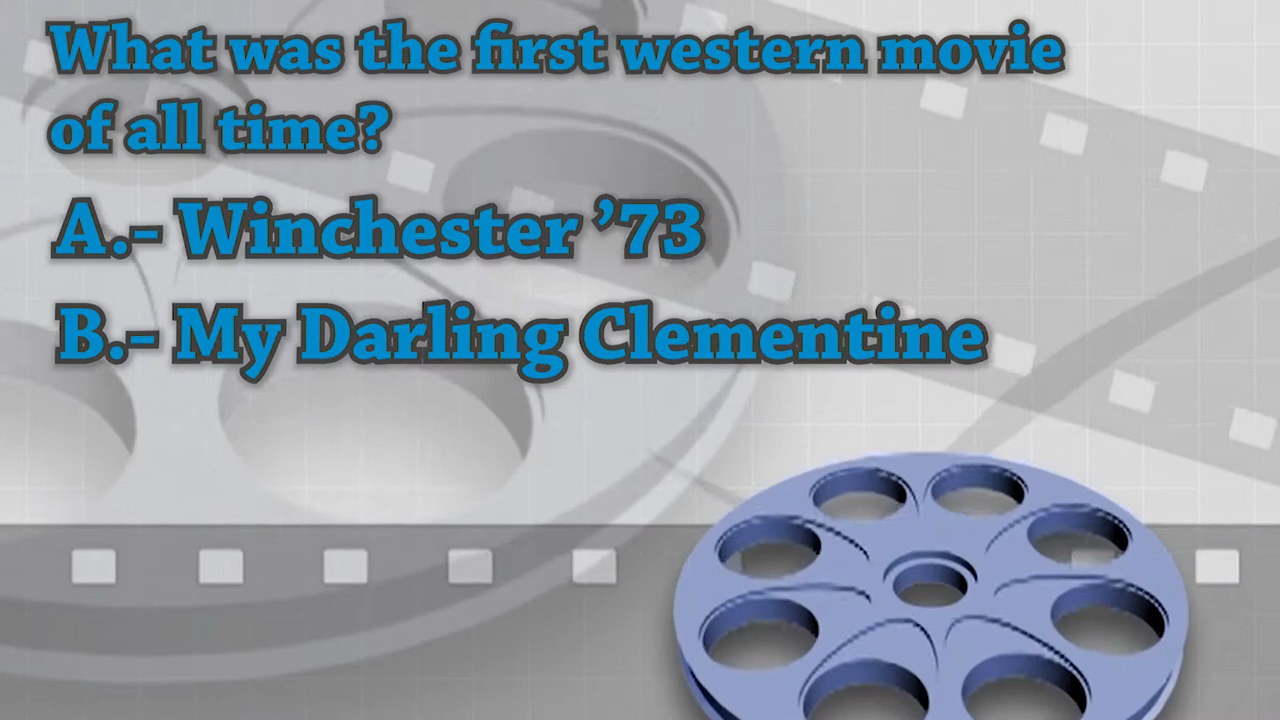 What was the first western movie
of all time?
A.- Winchester ’73
B.- My Darling Clementine